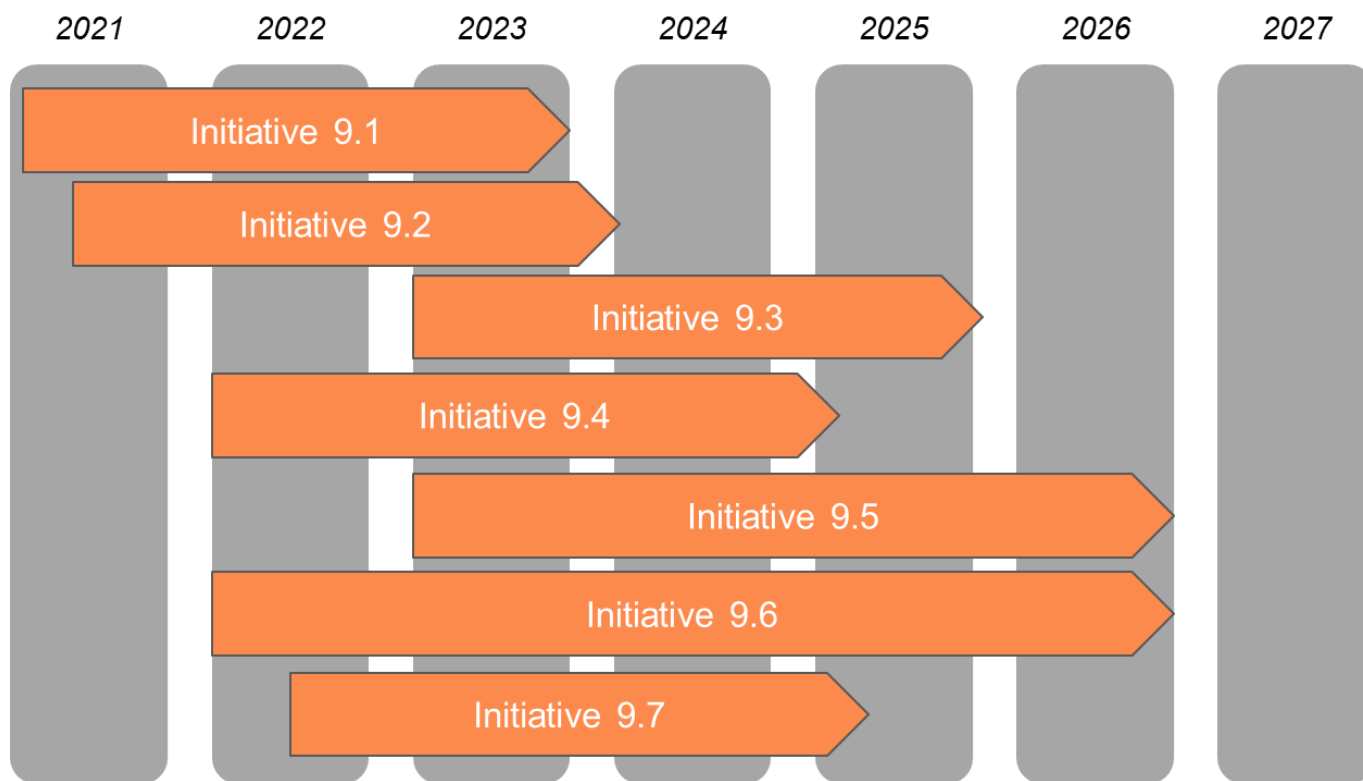 2021 2022 2023 2024 2025 2026 2027
Initiative 9.1
Initiative 9.2
Initiative 9.3
Initiative 9.4
Initiative 9.5
Initiative 9.6
Initiative 9.7